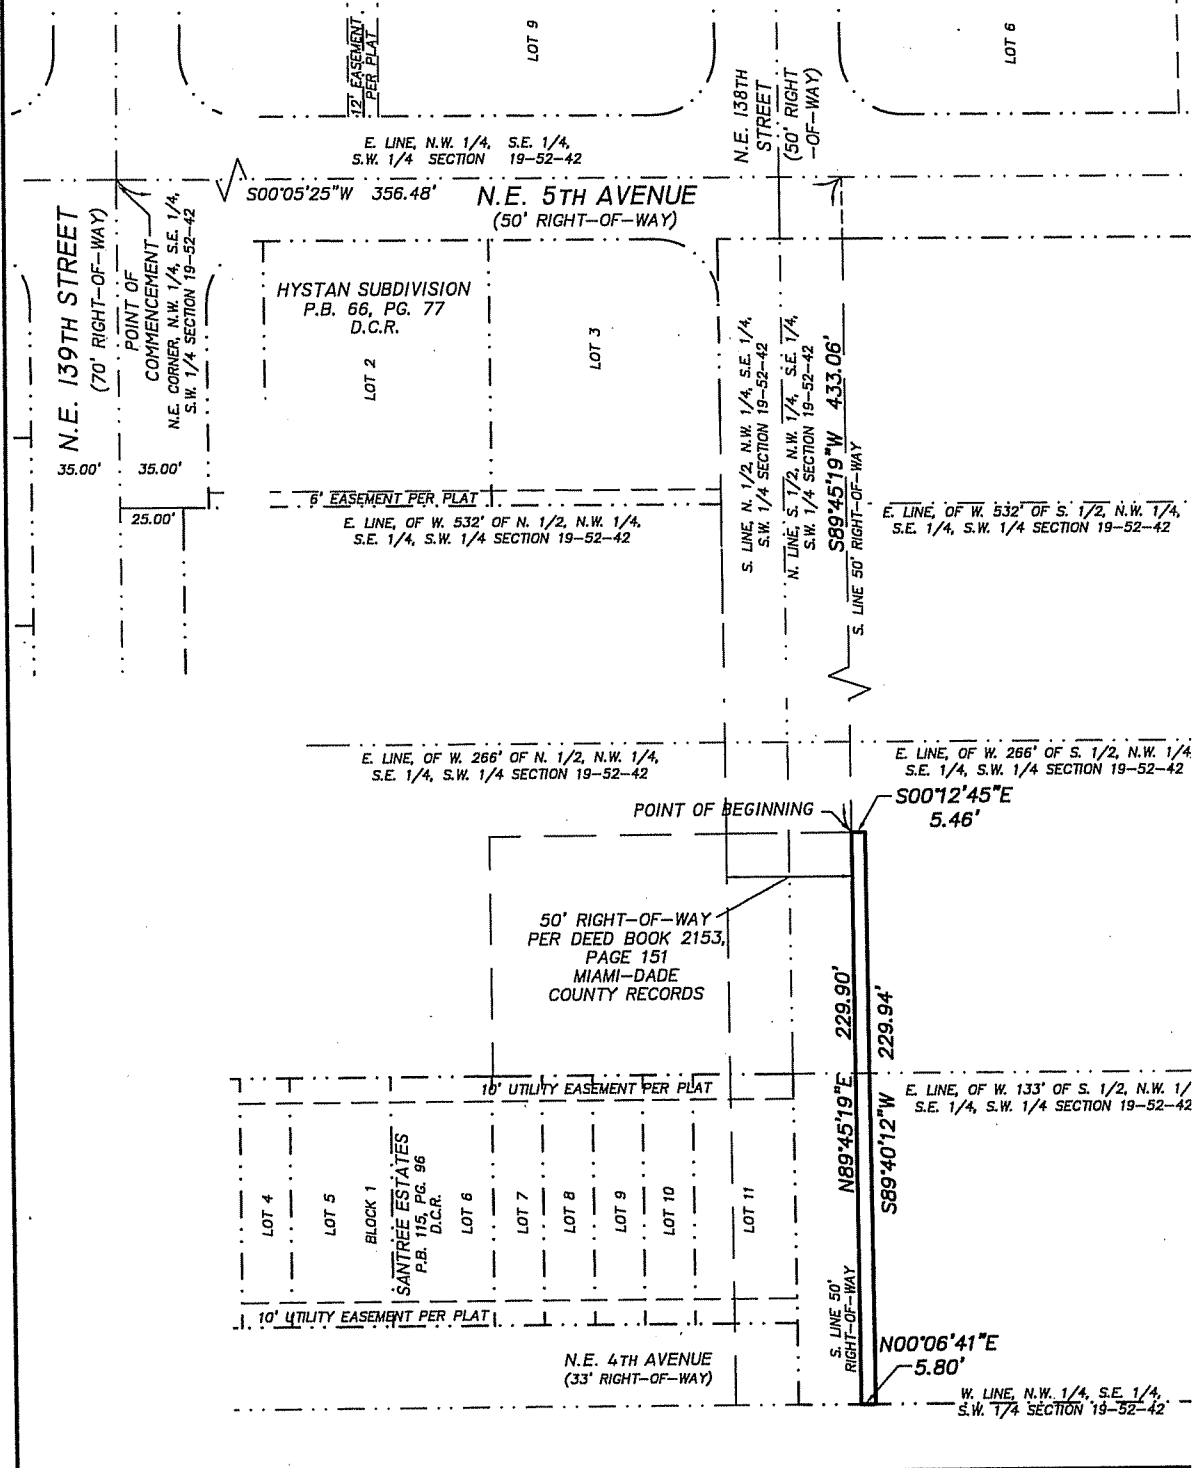 12' EASEMENT
PER PLAT
LOT 9
LOT 6
N.E. 138TH
STREET
(50' RIGHT
-OF-WAY)
E. LINE, N.W. 1/4, S.E. 1/4,
S.W. 1/4 SECTION 19-52-42
S00°05'25"W 356.48'
N.E. 5TH AVENUE
(50' RIGHT-OF-WAY)
N.E. 139TH STREET
(70' RIGHT-OF-WAY)
POINT OF
COMMENCEMENT
N.E. CORNER, N.W. 1/4, S.E. 1/4,
S.W. 1/4 SECTION 19-52-42
HYSTAN SUBDIVISION
P.B. 66, PG. 77
D.C.R.
LOT 2
LOT 3
S. LINE, N. 1/2, N.W. 1/4, S.E. 1/4,
S.W. 1/4 SECTION 19-52-42
N. LINE, S. 1/2, N.W. 1/4, S.E. 1/4,
S.W. 1/4 SECTION 19-52-42
S89°45'19"W 433.06'
S. LINE 50' RIGHT-OF-WAY
35.00'
35.00'
25.00'
6' EASEMENT PER PLAT
E. LINE, OF W. 532' OF N. 1/2, N.W. 1/4,
S.E. 1/4, S.W. 1/4 SECTION 19-52-42
E. LINE, OF W. 532' OF S. 1/2, N.W. 1/4,
S.E. 1/4, S.W. 1/4 SECTION 19-52-42
E. LINE, OF W. 266' OF N. 1/2, N.W. 1/4,
S.E. 1/4, S.W. 1/4 SECTION 19-52-42
E. LINE, OF W. 266' OF S. 1/2, N.W. 1/4
S.E. 1/4, S.W. 1/4 SECTION 19-52-42
POINT OF BEGINNING
S00°12'45"E
5.46'
50' RIGHT-OF-WAY
PER DEED BOOK 2153,
PAGE 151
MIAMI-DADE
COUNTY RECORDS
N89°45'19"E 229.90'
S89°40'12"W 229.94'
10' UTILITY EASEMENT PER PLAT
E. LINE, OF W. 133' OF S. 1/2, N.W. 1/
S.E. 1/4, S.W. 1/4 SECTION 19-52-42
LOT 4
LOT 5
BLOCK 1
SANTREE ESTATES
P.B. 115, PG. 96
D.C.R.
LOT 6
LOT 7
LOT 8
LOT 9
LOT 10
LOT 11
10' UTILITY EASEMENT PER PLAT
S. LINE 50'
RIGHT-OF-WAY
N.E. 4TH AVENUE
(33' RIGHT-OF-WAY)
N00°06'41"E
5.80'
W. LINE, N.W. 1/4, S.E. 1/4,
S.W. 1/4 SECTION 19-52-42